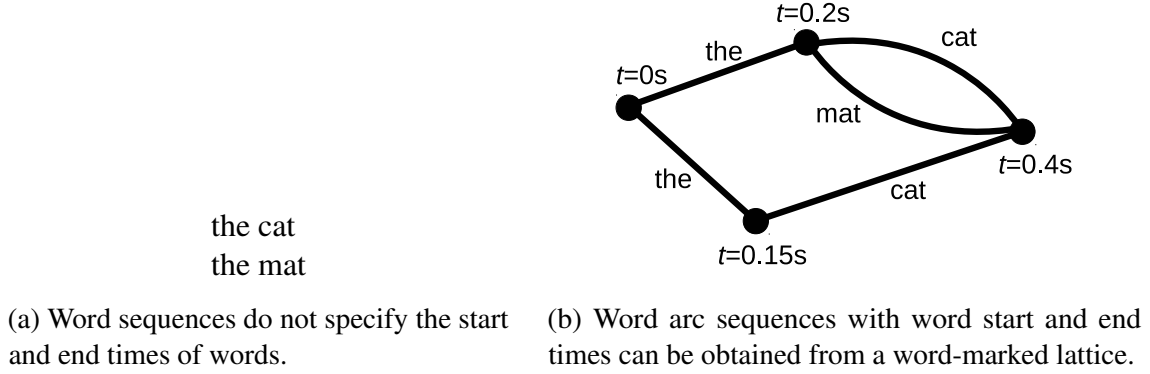 the cat
the mat
(a) Word sequences do not specify the start
and end times of words.
t=0.2s
cat
the
t=0s
mat
the
cat
t=0.4s
t=0.15s
(b) Word arc sequences with word start and end
times can be obtained from a word-marked lattice.